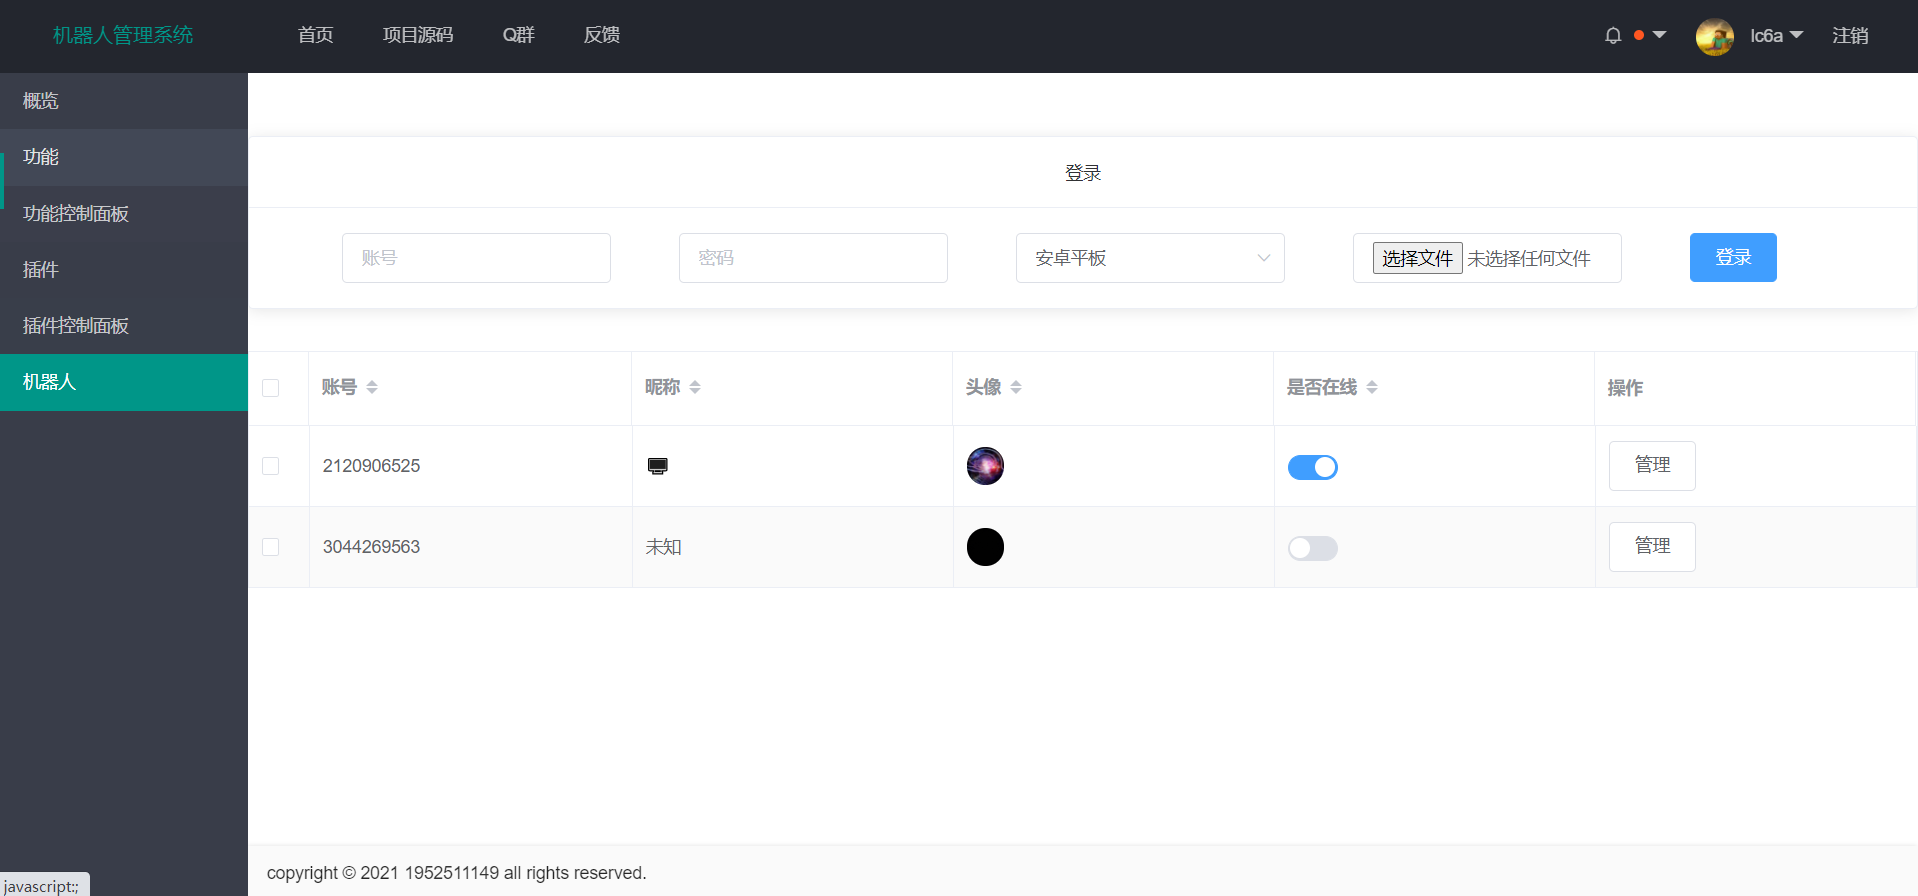 机器人管理系统 首页 项目源码 Q群 反馈 lc6a 注销
概览
功能
功能控制面板
插件
插件控制面板
机器人
登录
账号 密码 安卓平板 选择文件 未选择任何文件 登录
账号 昵称 头像 是否在线 操作
2120906525 管理
3044269563 未知 管理
copyright © 2021 1952511149 all rights reserved.
javascript:;